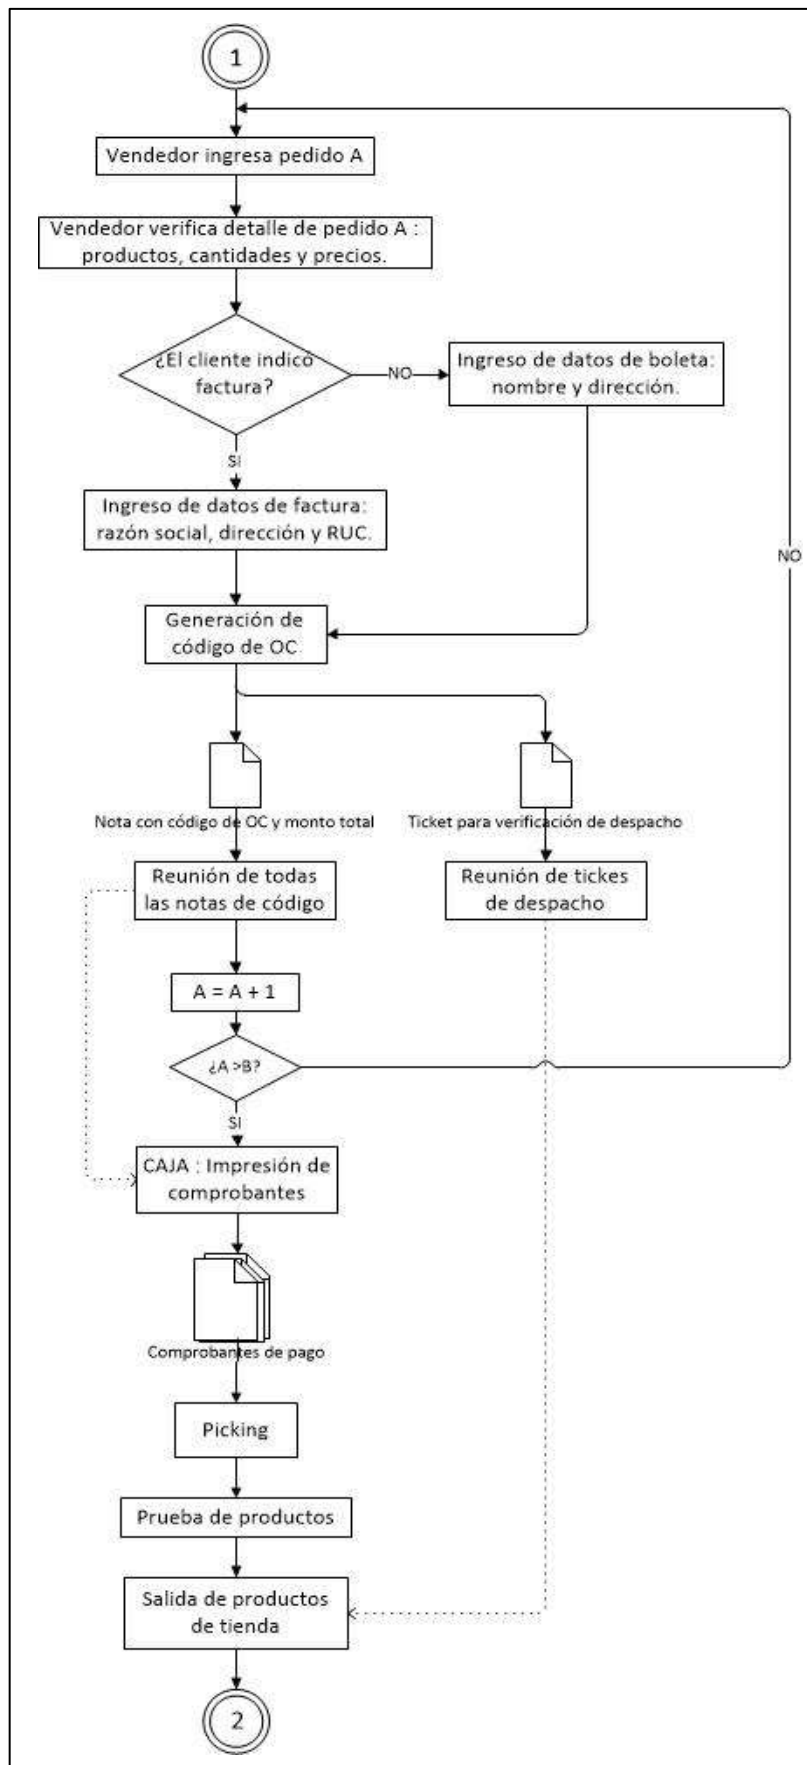 1
Vendedor ingresa pedido A
Vendedor verifica detalle de pedido A :
productos, cantidades y precios.
¿El cliente indicó
factura?
NO
Ingreso de datos de boleta:
nombre y dirección.
SI
Ingreso de datos de factura:
razón social, dirección y RUC.
NO
Generación de
código de OC
Nota con código de OC y monto total
Ticket para verificación de despacho
Reunión de todas
las notas de código
Reunión de tickes
de despacho
A = A + 1
¿A >B?
SI
CAJA : Impresión de
comprobantes
Comprobantes de pago
Picking
Prueba de productos
Salida de productos
de tienda
2